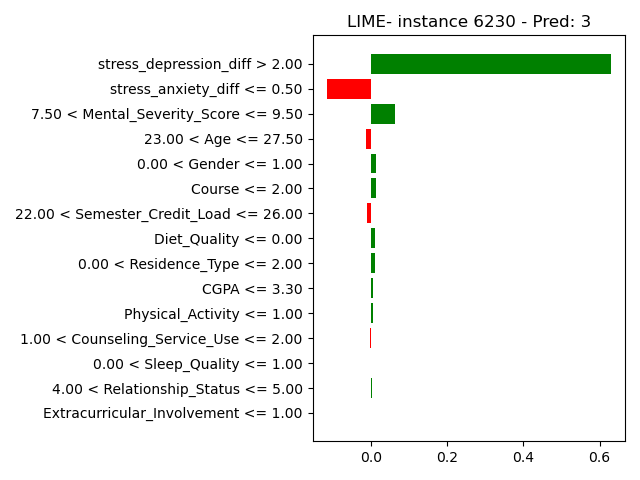 LIME- instance 6230 - Pred: 3
stress_depression_diff > 2.00
stress_anxiety_diff <= 0.50
7.50 < Mental_Severity_Score <= 9.50
23.00 < Age <= 27.50
0.00 < Gender <= 1.00
Course <= 2.00
22.00 < Semester_Credit_Load <= 26.00
Diet_Quality <= 0.00
0.00 < Residence_Type <= 2.00
CGPA <= 3.30
Physical_Activity <= 1.00
1.00 < Counseling_Service_Use <= 2.00
0.00 < Sleep_Quality <= 1.00
4.00 < Relationship_Status <= 5.00
Extracurricular_Involvement <= 1.00
0.0 0.2 0.4 0.6